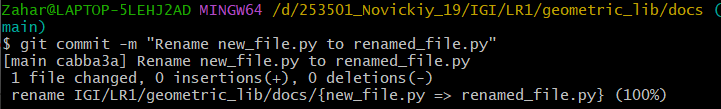 Zahar@LAPTOP-5LEHJ2AD MINGW64 /d/253501_Novickiy_19/IGI/LR1/geometric_lib/docs (
main)
$ git commit -m "Rename new_file.py to renamed_file.py"
[main cabba3a] Rename new_file.py to renamed_file.py
 1 file changed, 0 insertions(+), 0 deletions(-)
 rename IGI/LR1/geometric_lib/docs/{new_file.py => renamed_file.py} (100%)